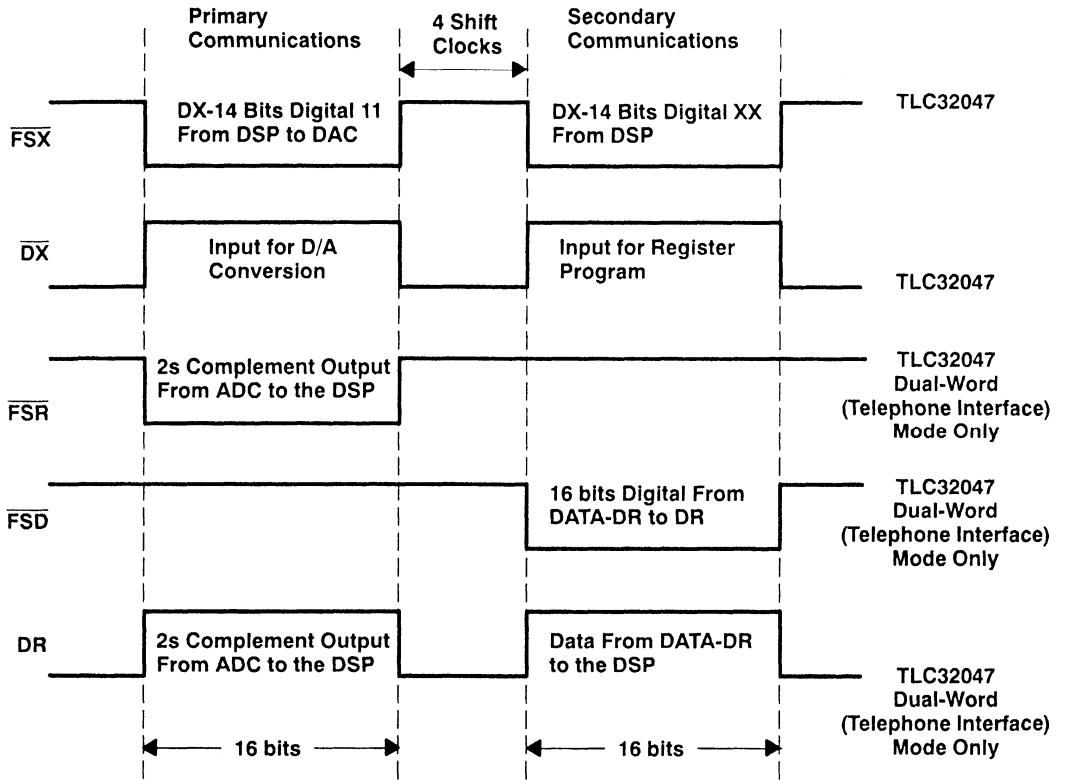 Primary
Communications
4 Shift
Clocks
Secondary
Communications
FSX
DX-14 Bits Digital 11
From DSP to DAC
DX-14 Bits Digital XX
From DSP
TLC32047
DX
Input for D/A
Conversion
Input for Register
Program
TLC32047
FSR
2s Complement Output
From ADC to the DSP
TLC32047
Dual-Word
(Telephone Interface)
Mode Only
FSD
16 bits Digital From
DATA-DR to DR
TLC32047
Dual-Word
(Telephone Interface)
Mode Only
DR
2s Complement Output
From ADC to the DSP
Data From DATA-DR
to the DSP
TLC32047
Dual-Word
(Telephone Interface)
Mode Only
16 bits
16 bits